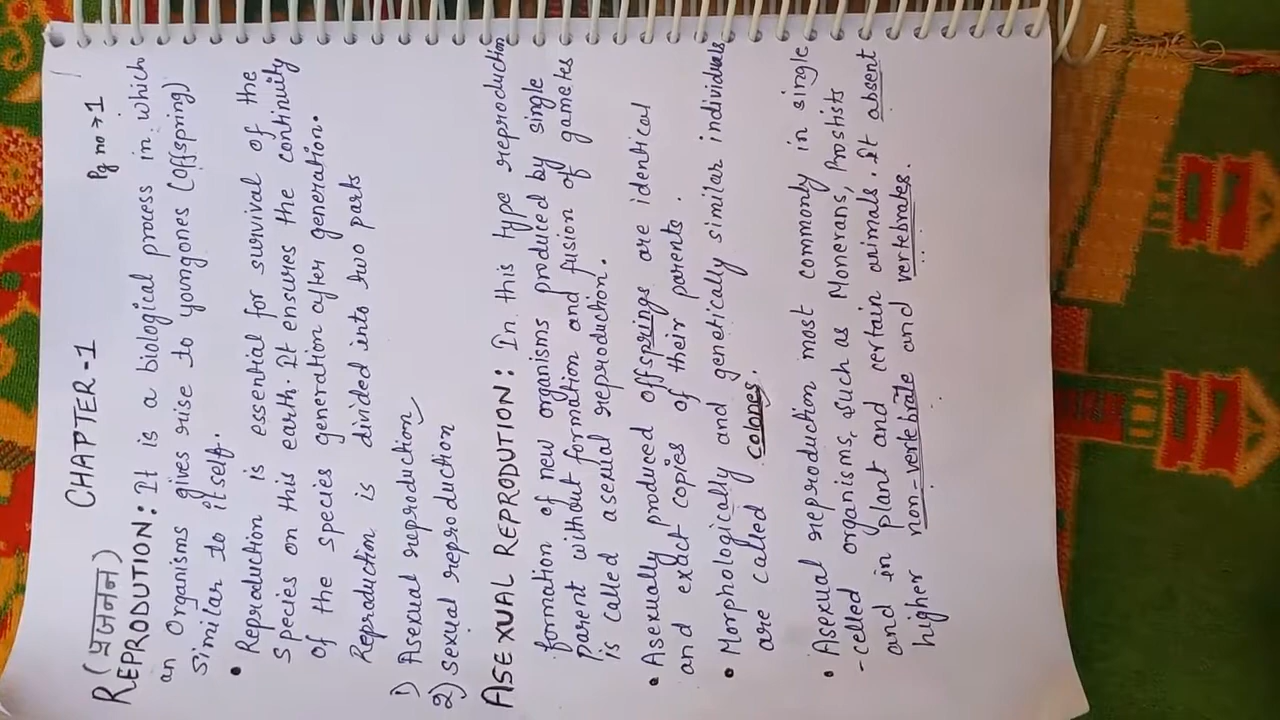 CHAPTER-1 Pg no → 1
(प्रजनन)
REPRODUTION: It is a biological process in which
an Organisms gives rise to youngones (offspring)
Similar to itself.
• Reproduction is essential for survival of the
Species on this earth. It ensures the continuity
of the species generation after generation.
Reproduction is divided into two parts
1) Asexual reproduction
2) Sexual reproduction
ASEXUAL REPRODUTION: In this type reproduction
formation of new organisms produced by single
parent without formation and fusion of gametes
is called asexual reproduction.
• Asexually produced offsprings are identical
and exact copies of their parents.
• Morphologically and genetically similar individuals
are called colones.
• Asexual reproduction most commonly in single
-celled organisms, such as Monerans, Prostists
and in plant and certain animals. It absent
higher non-vertebrate and vertebrates.